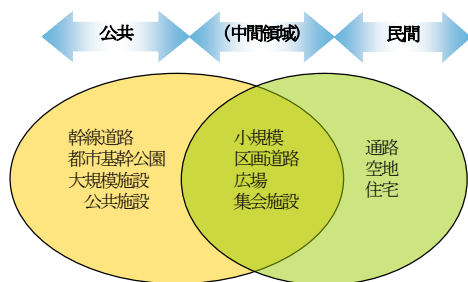 公共
(中間領域)
民間
幹線道路
都市基幹公園
大規模施設
公共施設
小規模
区画道路
広場
集会施設
通路
空地
住宅